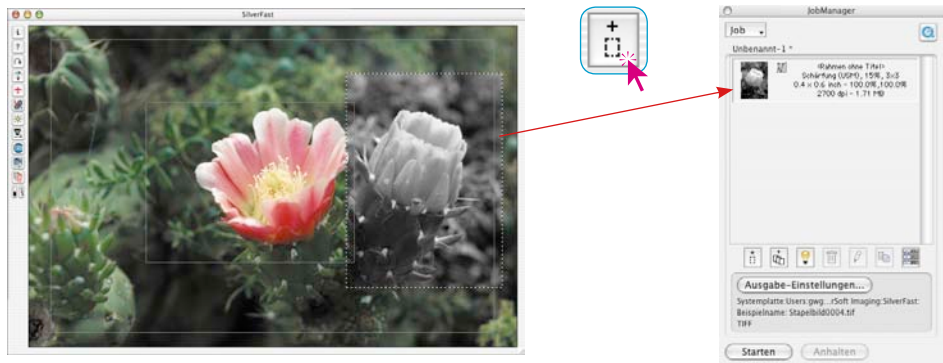 SilverFast
JobManager
Job
Unbenannt-1 *
<Rahmen ohne Titel>
Schärfung (USM), 15%, 3x3
0.4 x 0.6 inch - 100.0%,100.0%
2700 dpi - 1.71 MB
Ausgabe-Einstellungen...
Systemplatte:Users:gwg...rSoft Imaging:SilverFast:
Beispielname: Stapelbild0004.tif
TIFF
Starten
Anhalten